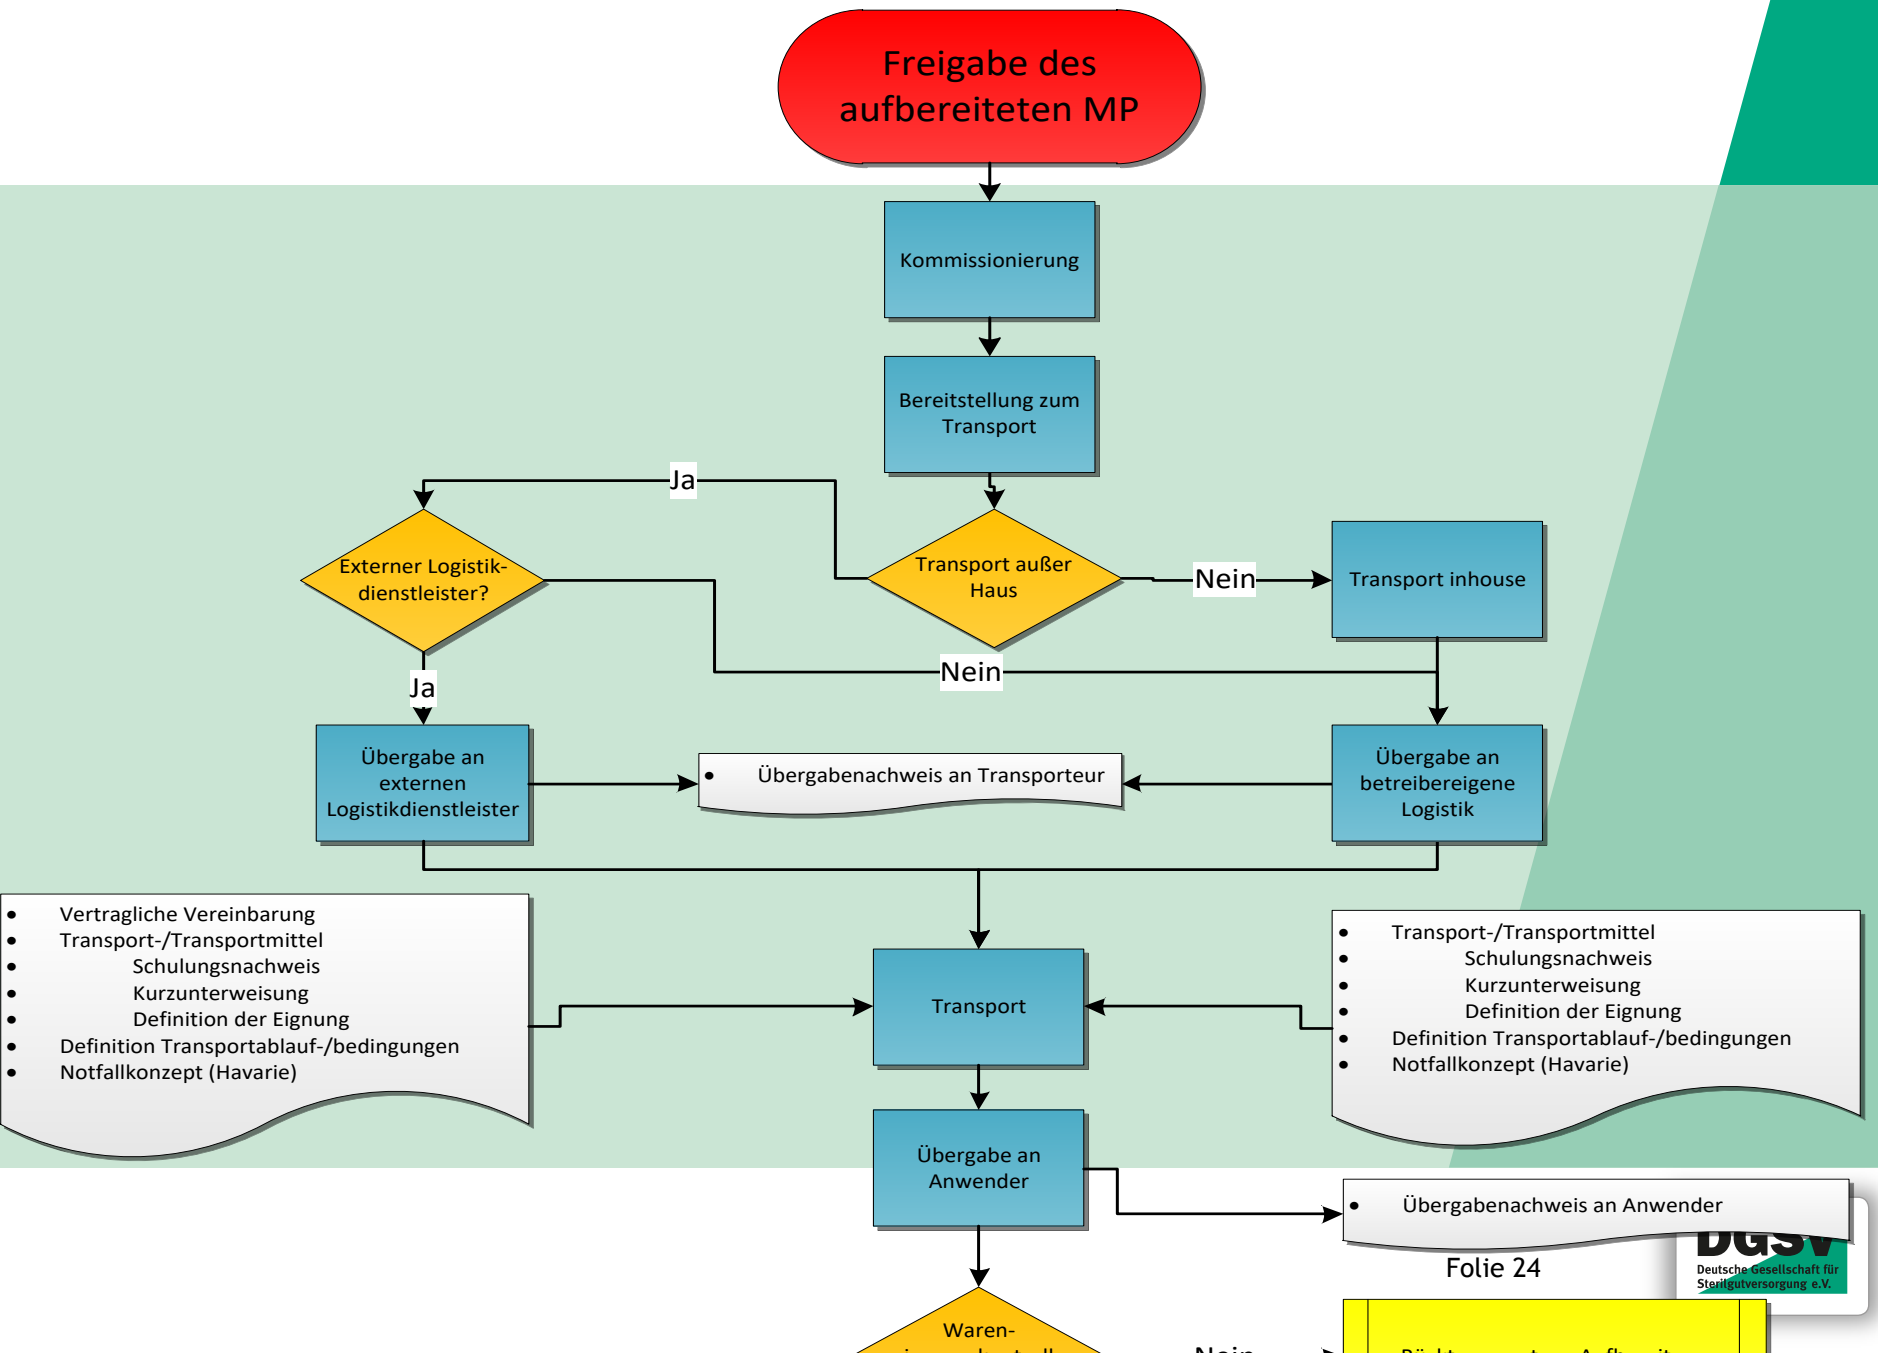 Freigabe des
aufbereiteten MP
Kommissionierung
Bereitstellung zum
Transport
Ja
Externer Logistik-
dienstleister?
Transport außer
Haus
Nein
Transport inhouse
Nein
Ja
Übergabe an
externen
Logistikdienstleister
• Übergabenachweis an Transporteur
Übergabe an
betreibereigene
Logistik
• Vertragliche Vereinbarung
• Transport-/Transportmittel
• Schulungsnachweis
• Kurzunterweisung
• Definition der Eignung
• Definition Transportablauf-/bedingungen
• Notfallkonzept (Havarie)
Transport
• Transport-/Transportmittel
• Schulungsnachweis
• Kurzunterweisung
• Definition der Eignung
• Definition Transportablauf-/bedingungen
• Notfallkonzept (Havarie)
Übergabe an
Anwender
• Übergabenachweis an Anwender
DGSV
Deutsche Gesellschaft für
Sterilgutversorgung e.V.
Folie 24
Waren-
Nein